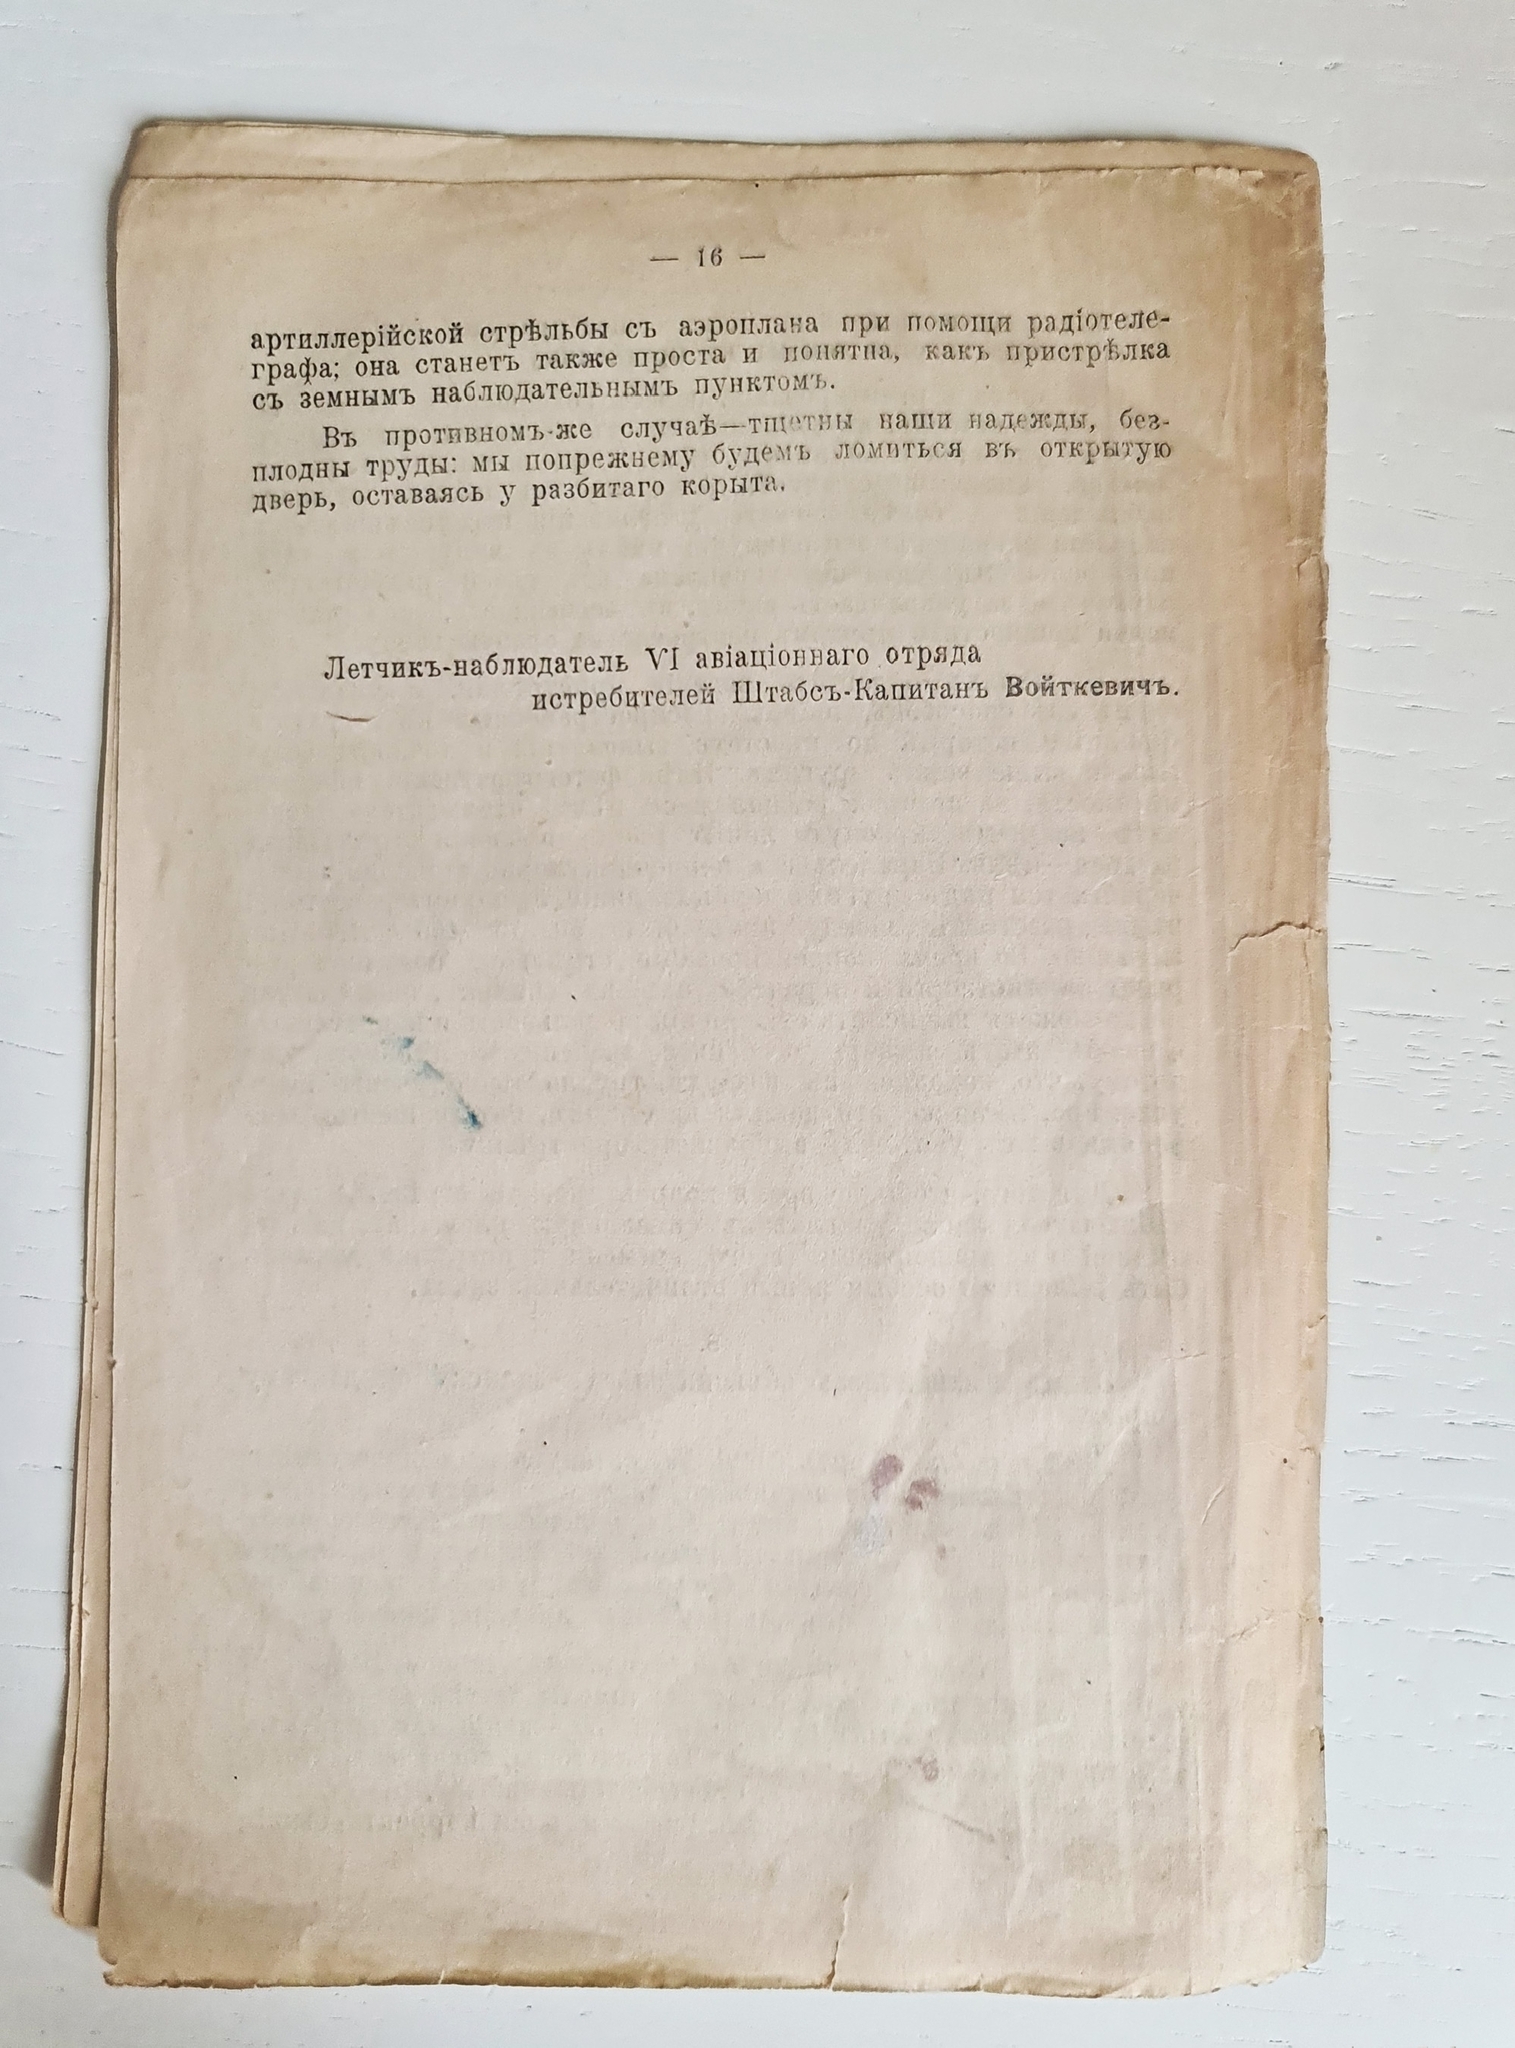 — 16 —
артиллерійской стрѣльбы съ аэроплана при помощи радіотеле-
графа; она станетъ также проста и понятна, какъ пристрѣлка
съ земнымъ наблюдательнымъ пунктомъ.
Въ противномъ-же случаѣ—тщетны наши надежды, без-
плодны труды: мы попрежнему будемъ ломиться въ открытую
дверь, оставаясь у разбитаго корыта.
Летчикъ-наблюдатель VI авіаціоннаго отряда
истребителей Штабсъ-Капитанъ Войткевичъ.